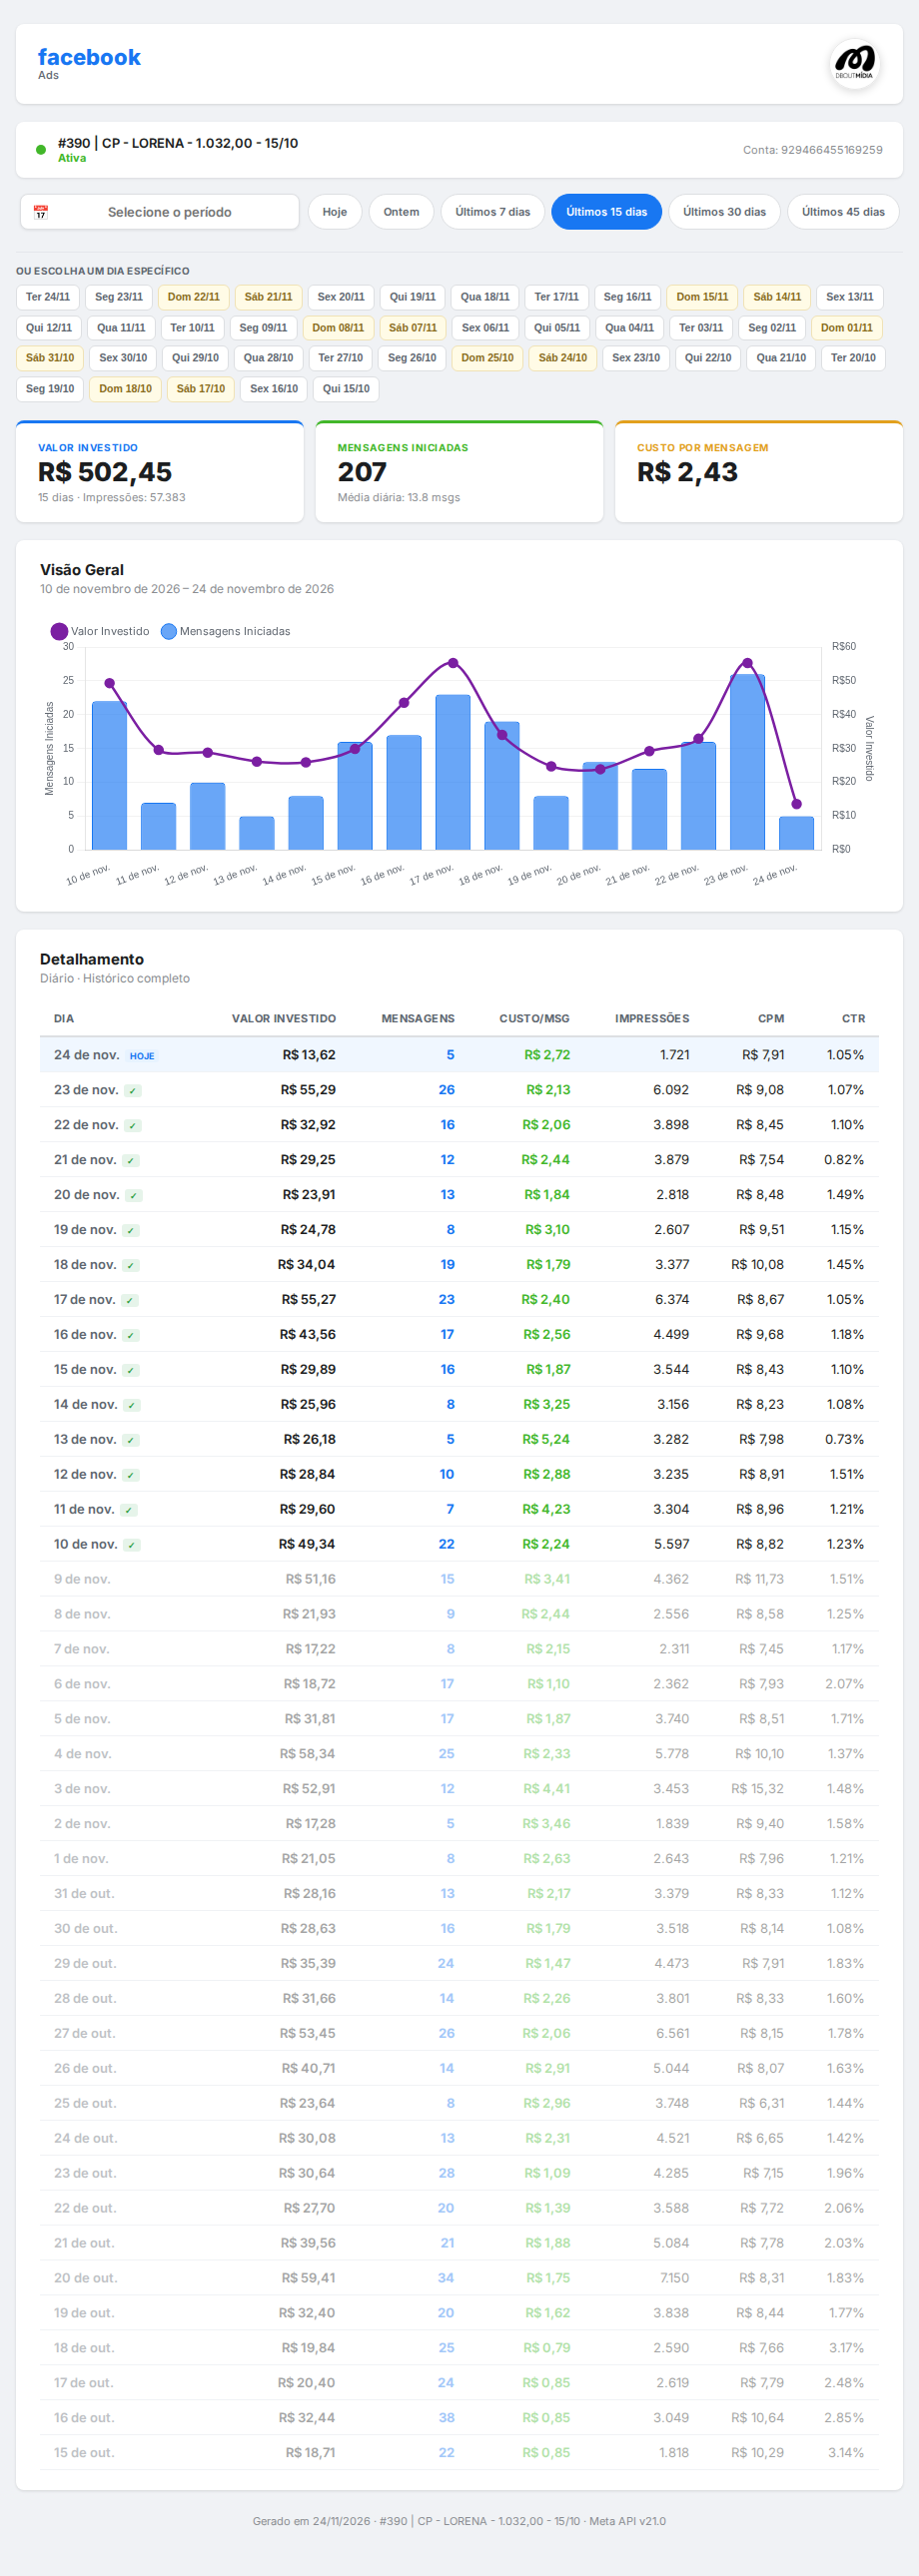 facebook
Ads
DBOUTMÍDIA
#390 | CP - LORENA - 1.032,00 - 15/10
Ativa
Conta: 929466455169259
Selecione o período Hoje Ontem Últimos 7 dias Últimos 15 dias Últimos 30 dias Últimos 45 dias
OU ESCOLHA UM DIA ESPECÍFICO
Ter 24/11 Seg 23/11 Dom 22/11 Sáb 21/11 Sex 20/11 Qui 19/11 Qua 18/11 Ter 17/11 Seg 16/11 Dom 15/11 Sáb 14/11 Sex 13/11
Qui 12/11 Qua 11/11 Ter 10/11 Seg 09/11 Dom 08/11 Sáb 07/11 Sex 06/11 Qui 05/11 Qua 04/11 Ter 03/11 Seg 02/11 Dom 01/11
Sáb 31/10 Sex 30/10 Qui 29/10 Qua 28/10 Ter 27/10 Seg 26/10 Dom 25/10 Sáb 24/10 Sex 23/10 Qui 22/10 Qua 21/10 Ter 20/10
Seg 19/10 Dom 18/10 Sáb 17/10 Sex 16/10 Qui 15/10
VALOR INVESTIDO
R$ 502,45
15 dias · Impressões: 57.383
MENSAGENS INICIADAS
207
Média diária: 13.8 msgs
CUSTO POR MENSAGEM
R$ 2,43
Visão Geral
10 de novembro de 2026 – 24 de novembro de 2026
Valor Investido Mensagens Iniciadas
30 R$60
25 R$50
20 R$40
15 R$30
10 R$20
5 R$10
0 R$0
Mensagens Iniciadas
Valor Investido
10 de nov. 11 de nov. 12 de nov. 13 de nov. 14 de nov. 15 de nov. 16 de nov. 17 de nov. 18 de nov. 19 de nov. 20 de nov. 21 de nov. 22 de nov. 23 de nov. 24 de nov.
Detalhamento
Diário · Histórico completo
DIA VALOR INVESTIDO MENSAGENS CUSTO/MSG IMPRESSÕES CPM CTR
24 de nov. HOJE R$ 13,62 5 R$ 2,72 1.721 R$ 7,91 1.05%
23 de nov. ✓ R$ 55,29 26 R$ 2,13 6.092 R$ 9,08 1.07%
22 de nov. ✓ R$ 32,92 16 R$ 2,06 3.898 R$ 8,45 1.10%
21 de nov. ✓ R$ 29,25 12 R$ 2,44 3.879 R$ 7,54 0.82%
20 de nov. ✓ R$ 23,91 13 R$ 1,84 2.818 R$ 8,48 1.49%
19 de nov. ✓ R$ 24,78 8 R$ 3,10 2.607 R$ 9,51 1.15%
18 de nov. ✓ R$ 34,04 19 R$ 1,79 3.377 R$ 10,08 1.45%
17 de nov. ✓ R$ 55,27 23 R$ 2,40 6.374 R$ 8,67 1.05%
16 de nov. ✓ R$ 43,56 17 R$ 2,56 4.499 R$ 9,68 1.18%
15 de nov. ✓ R$ 29,89 16 R$ 1,87 3.544 R$ 8,43 1.10%
14 de nov. ✓ R$ 25,96 8 R$ 3,25 3.156 R$ 8,23 1.08%
13 de nov. ✓ R$ 26,18 5 R$ 5,24 3.282 R$ 7,98 0.73%
12 de nov. ✓ R$ 28,84 10 R$ 2,88 3.235 R$ 8,91 1.51%
11 de nov. ✓ R$ 29,60 7 R$ 4,23 3.304 R$ 8,96 1.21%
10 de nov. ✓ R$ 49,34 22 R$ 2,24 5.597 R$ 8,82 1.23%
9 de nov. R$ 51,16 15 R$ 3,41 4.362 R$ 11,73 1.51%
8 de nov. R$ 21,93 9 R$ 2,44 2.556 R$ 8,58 1.25%
7 de nov. R$ 17,22 8 R$ 2,15 2.311 R$ 7,45 1.17%
6 de nov. R$ 18,72 17 R$ 1,10 2.362 R$ 7,93 2.07%
5 de nov. R$ 31,81 17 R$ 1,87 3.740 R$ 8,51 1.71%
4 de nov. R$ 58,34 25 R$ 2,33 5.778 R$ 10,10 1.37%
3 de nov. R$ 52,91 12 R$ 4,41 3.453 R$ 15,32 1.48%
2 de nov. R$ 17,28 5 R$ 3,46 1.839 R$ 9,40 1.58%
1 de nov. R$ 21,05 8 R$ 2,63 2.643 R$ 7,96 1.21%
31 de out. R$ 28,16 13 R$ 2,17 3.379 R$ 8,33 1.12%
30 de out. R$ 28,63 16 R$ 1,79 3.518 R$ 8,14 1.08%
29 de out. R$ 35,39 24 R$ 1,47 4.473 R$ 7,91 1.83%
28 de out. R$ 31,66 14 R$ 2,26 3.801 R$ 8,33 1.60%
27 de out. R$ 53,45 26 R$ 2,06 6.561 R$ 8,15 1.78%
26 de out. R$ 40,71 14 R$ 2,91 5.044 R$ 8,07 1.63%
25 de out. R$ 23,64 8 R$ 2,96 3.748 R$ 6,31 1.44%
24 de out. R$ 30,08 13 R$ 2,31 4.521 R$ 6,65 1.42%
23 de out. R$ 30,64 28 R$ 1,09 4.285 R$ 7,15 1.96%
22 de out. R$ 27,70 20 R$ 1,39 3.588 R$ 7,72 2.06%
21 de out. R$ 39,56 21 R$ 1,88 5.084 R$ 7,78 2.03%
20 de out. R$ 59,41 34 R$ 1,75 7.150 R$ 8,31 1.83%
19 de out. R$ 32,40 20 R$ 1,62 3.838 R$ 8,44 1.77%
18 de out. R$ 19,84 25 R$ 0,79 2.590 R$ 7,66 3.17%
17 de out. R$ 20,40 24 R$ 0,85 2.619 R$ 7,79 2.48%
16 de out. R$ 32,44 38 R$ 0,85 3.049 R$ 10,64 2.85%
15 de out. R$ 18,71 22 R$ 0,85 1.818 R$ 10,29 3.14%
Gerado em 24/11/2026 · #390 | CP - LORENA - 1.032,00 - 15/10 · Meta API v21.0